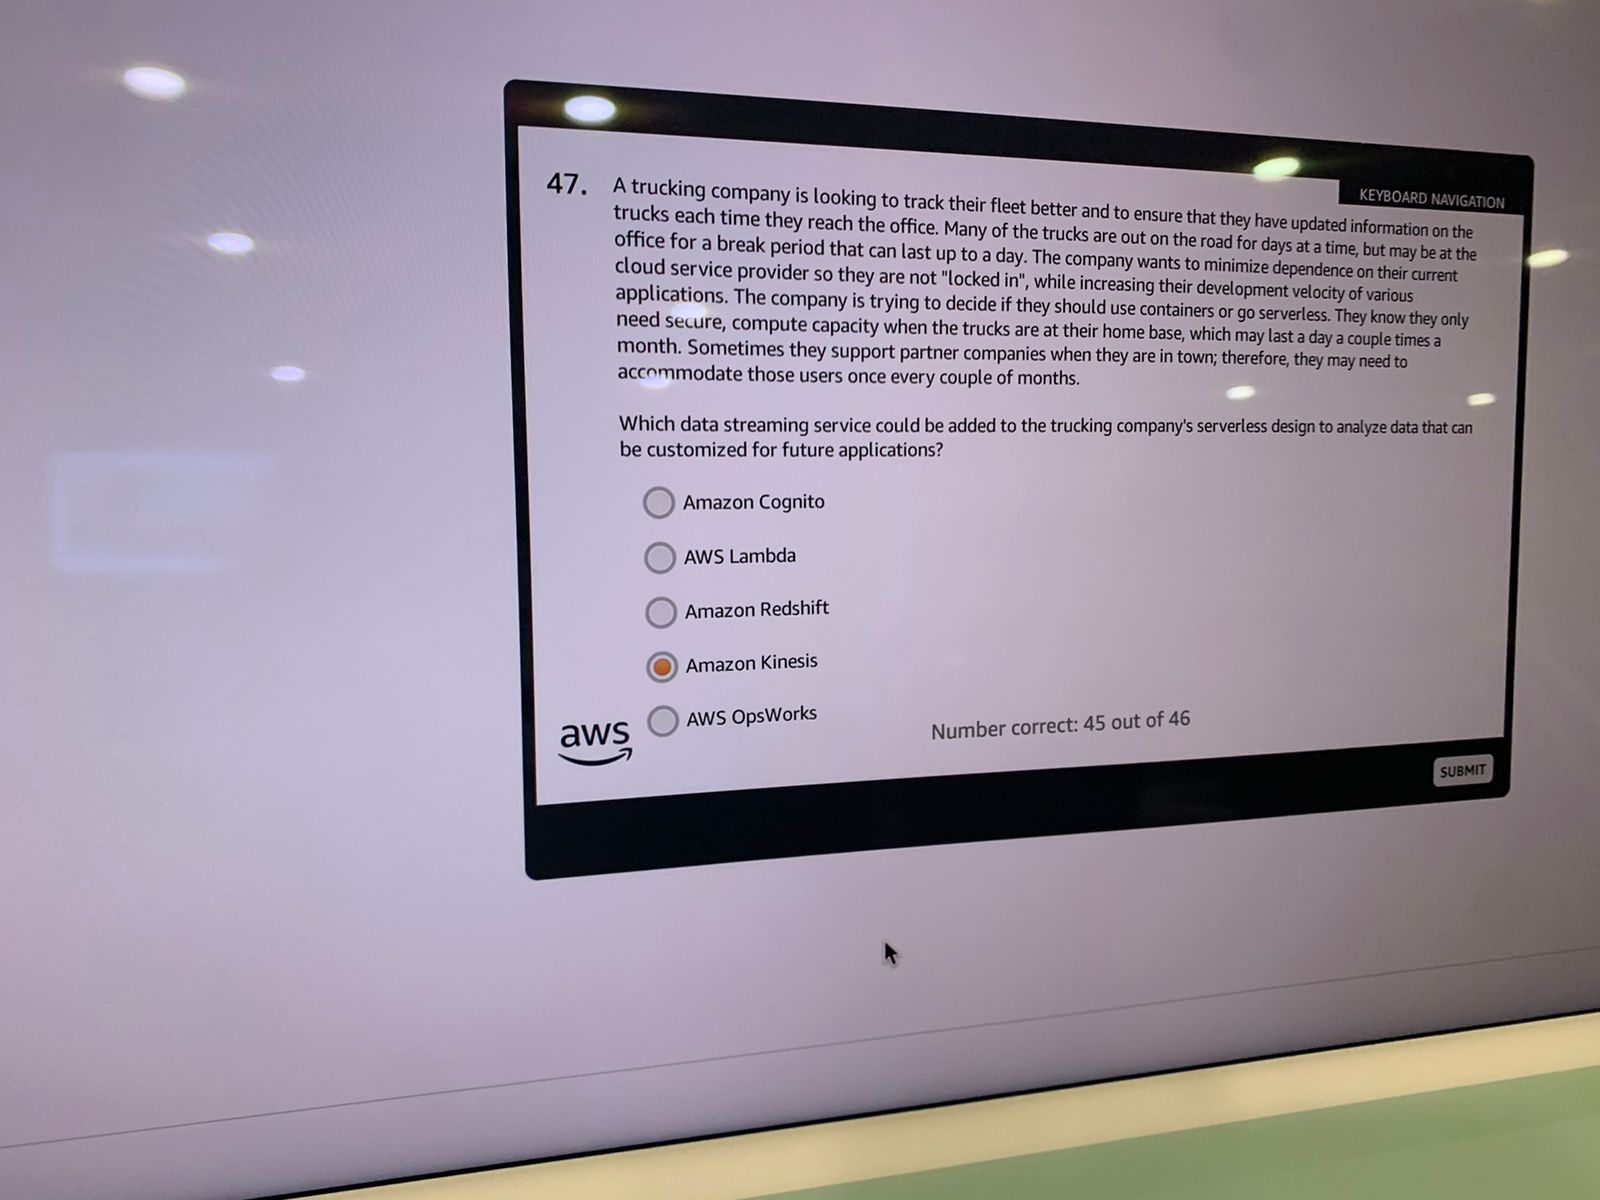 KEYBOARD NAVIGATION
47. A trucking company is looking to track their fleet better and to ensure that they have updated information on the
trucks each time they reach the office. Many of the trucks are out on the road for days at a time, but may be at the
office for a break period that can last up to a day. The company wants to minimize dependence on their current
cloud service provider so they are not "locked in", while increasing their development velocity of various
applications. The company is trying to decide if they should use containers or go serverless. They know they only
need secure, compute capacity when the trucks are at their home base, which may last a day a couple times a
month. Sometimes they support partner companies when they are in town; therefore, they may need to
accommodate those users once every couple of months.
Which data streaming service could be added to the trucking company's serverless design to analyze data that can
be customized for future applications?
Amazon Cognito
AWS Lambda
Amazon Redshift
Amazon Kinesis
AWS OpsWorks
aws
Number correct: 45 out of 46
SUBMIT